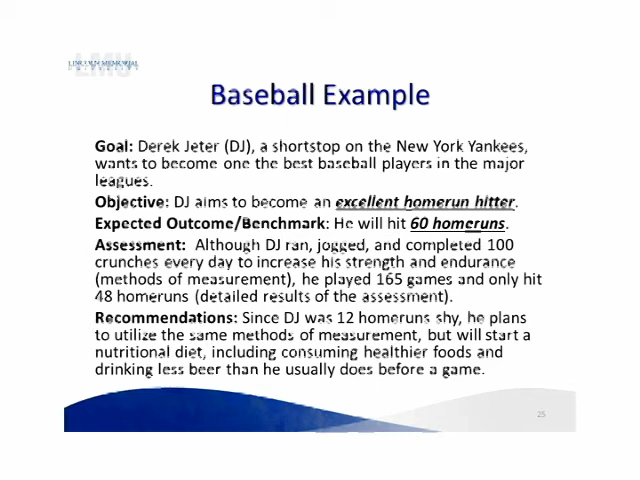 LMU
LINCOLN MEMORIAL
UNIVERSITY
Baseball Example
Goal: Derek Jeter (DJ), a shortstop on the New York Yankees,
wants to become one the best baseball players in the major
leagues.
Objective: DJ aims to become an excellent homerun hitter.
Expected Outcome/Benchmark: He will hit 60 homeruns.
Assessment: Although DJ ran, jogged, and completed 100
crunches every day to increase his strength and endurance
(methods of measurement), he played 165 games and only hit
48 homeruns (detailed results of the assessment).
Recommendations: Since DJ was 12 homeruns shy, he plans
to utilize the same methods of measurement, but will start a
nutritional diet, including consuming healthier foods and
drinking less beer than he usually does before a game.
25